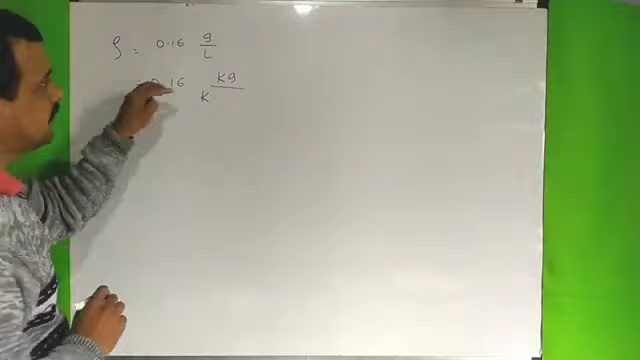 ρ = 0.16 g/L
= 0.16 Kg/K